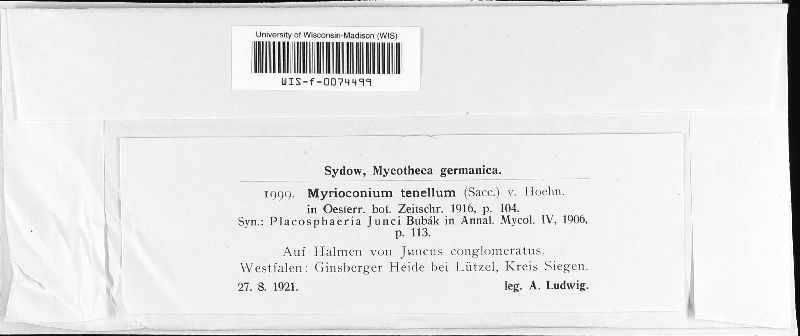 University of Wisconsin-Madison (WIS)
WIS-f-0074499
Sydow, Mycotheca germanica.
1999. Myrioconium tenellum (Sacc.) v. Hoehn.
in Oesterr. bot. Zeitschr. 1916, p. 104.
Syn.: Placosphaeria Junci Bubák in Annal. Mycol. IV, 1906,
p. 113.
Auf Halmen von Juncus conglomeratus.
Westfalen: Ginsberger Heide bei Lützel, Kreis Siegen.
27. 8. 1921. leg. A. Ludwig.